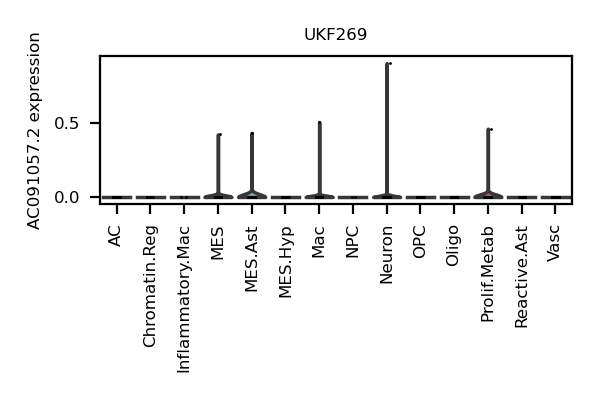 UKF269
AC091057.2 expression
0.5
0.0
AC
Chromatin.Reg
Inflammatory.Mac
MES
MES.Ast
MES.Hyp
Mac
NPC
Neuron
OPC
Oligo
Prolif.Metab
Reactive.Ast
Vasc